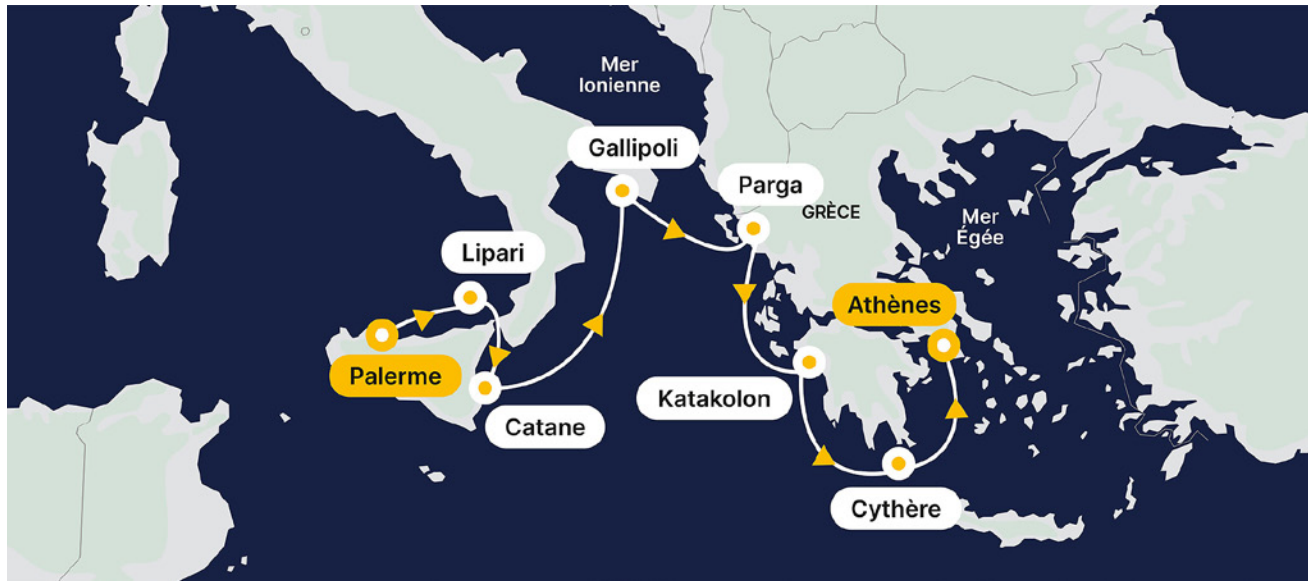 Mer
Ionienne
Gallipoli
Parga
GRÈCE
Mer
Égée
Lipari
Athènes
Palerme
Katakolon
Catane
Cythère